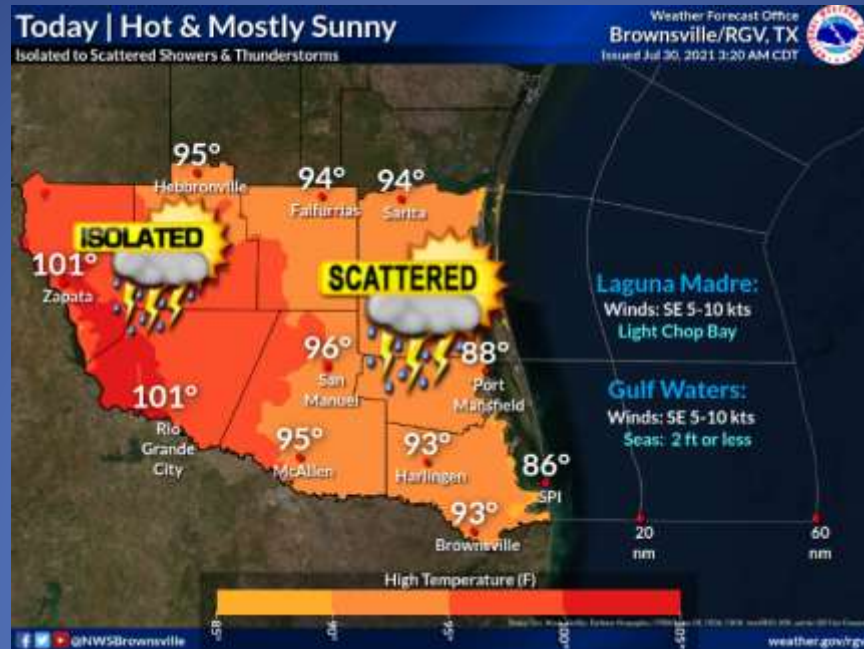 Today | Hot & Mostly Sunny
Isolated to Scattered Showers & Thunderstorms
Weather Forecast Office
Brownsville/RGV, TX
Issued Jul 30, 2021 3:20 AM CDT
95°
Hebbronville
94°
Falfurrias
94°
Sarita
ISOLATED
101°
Zapata
SCATTERED
Laguna Madre:
Winds: SE 5-10 kts
Light Chop Bay
96°
San
Manuel
88°
Port
Mansfield
101°
Rio
Grande
City
Gulf Waters:
Winds: SE 5-10 kts
Seas: 2 ft or less
95°
McAllen
93°
Harlingen
86°
SPI
93°
Brownsville
20
nm
60
nm
High Temperature (F)
85°
90°
95°
100°
105°
@NWSBrownsville
weather.gov/rgv